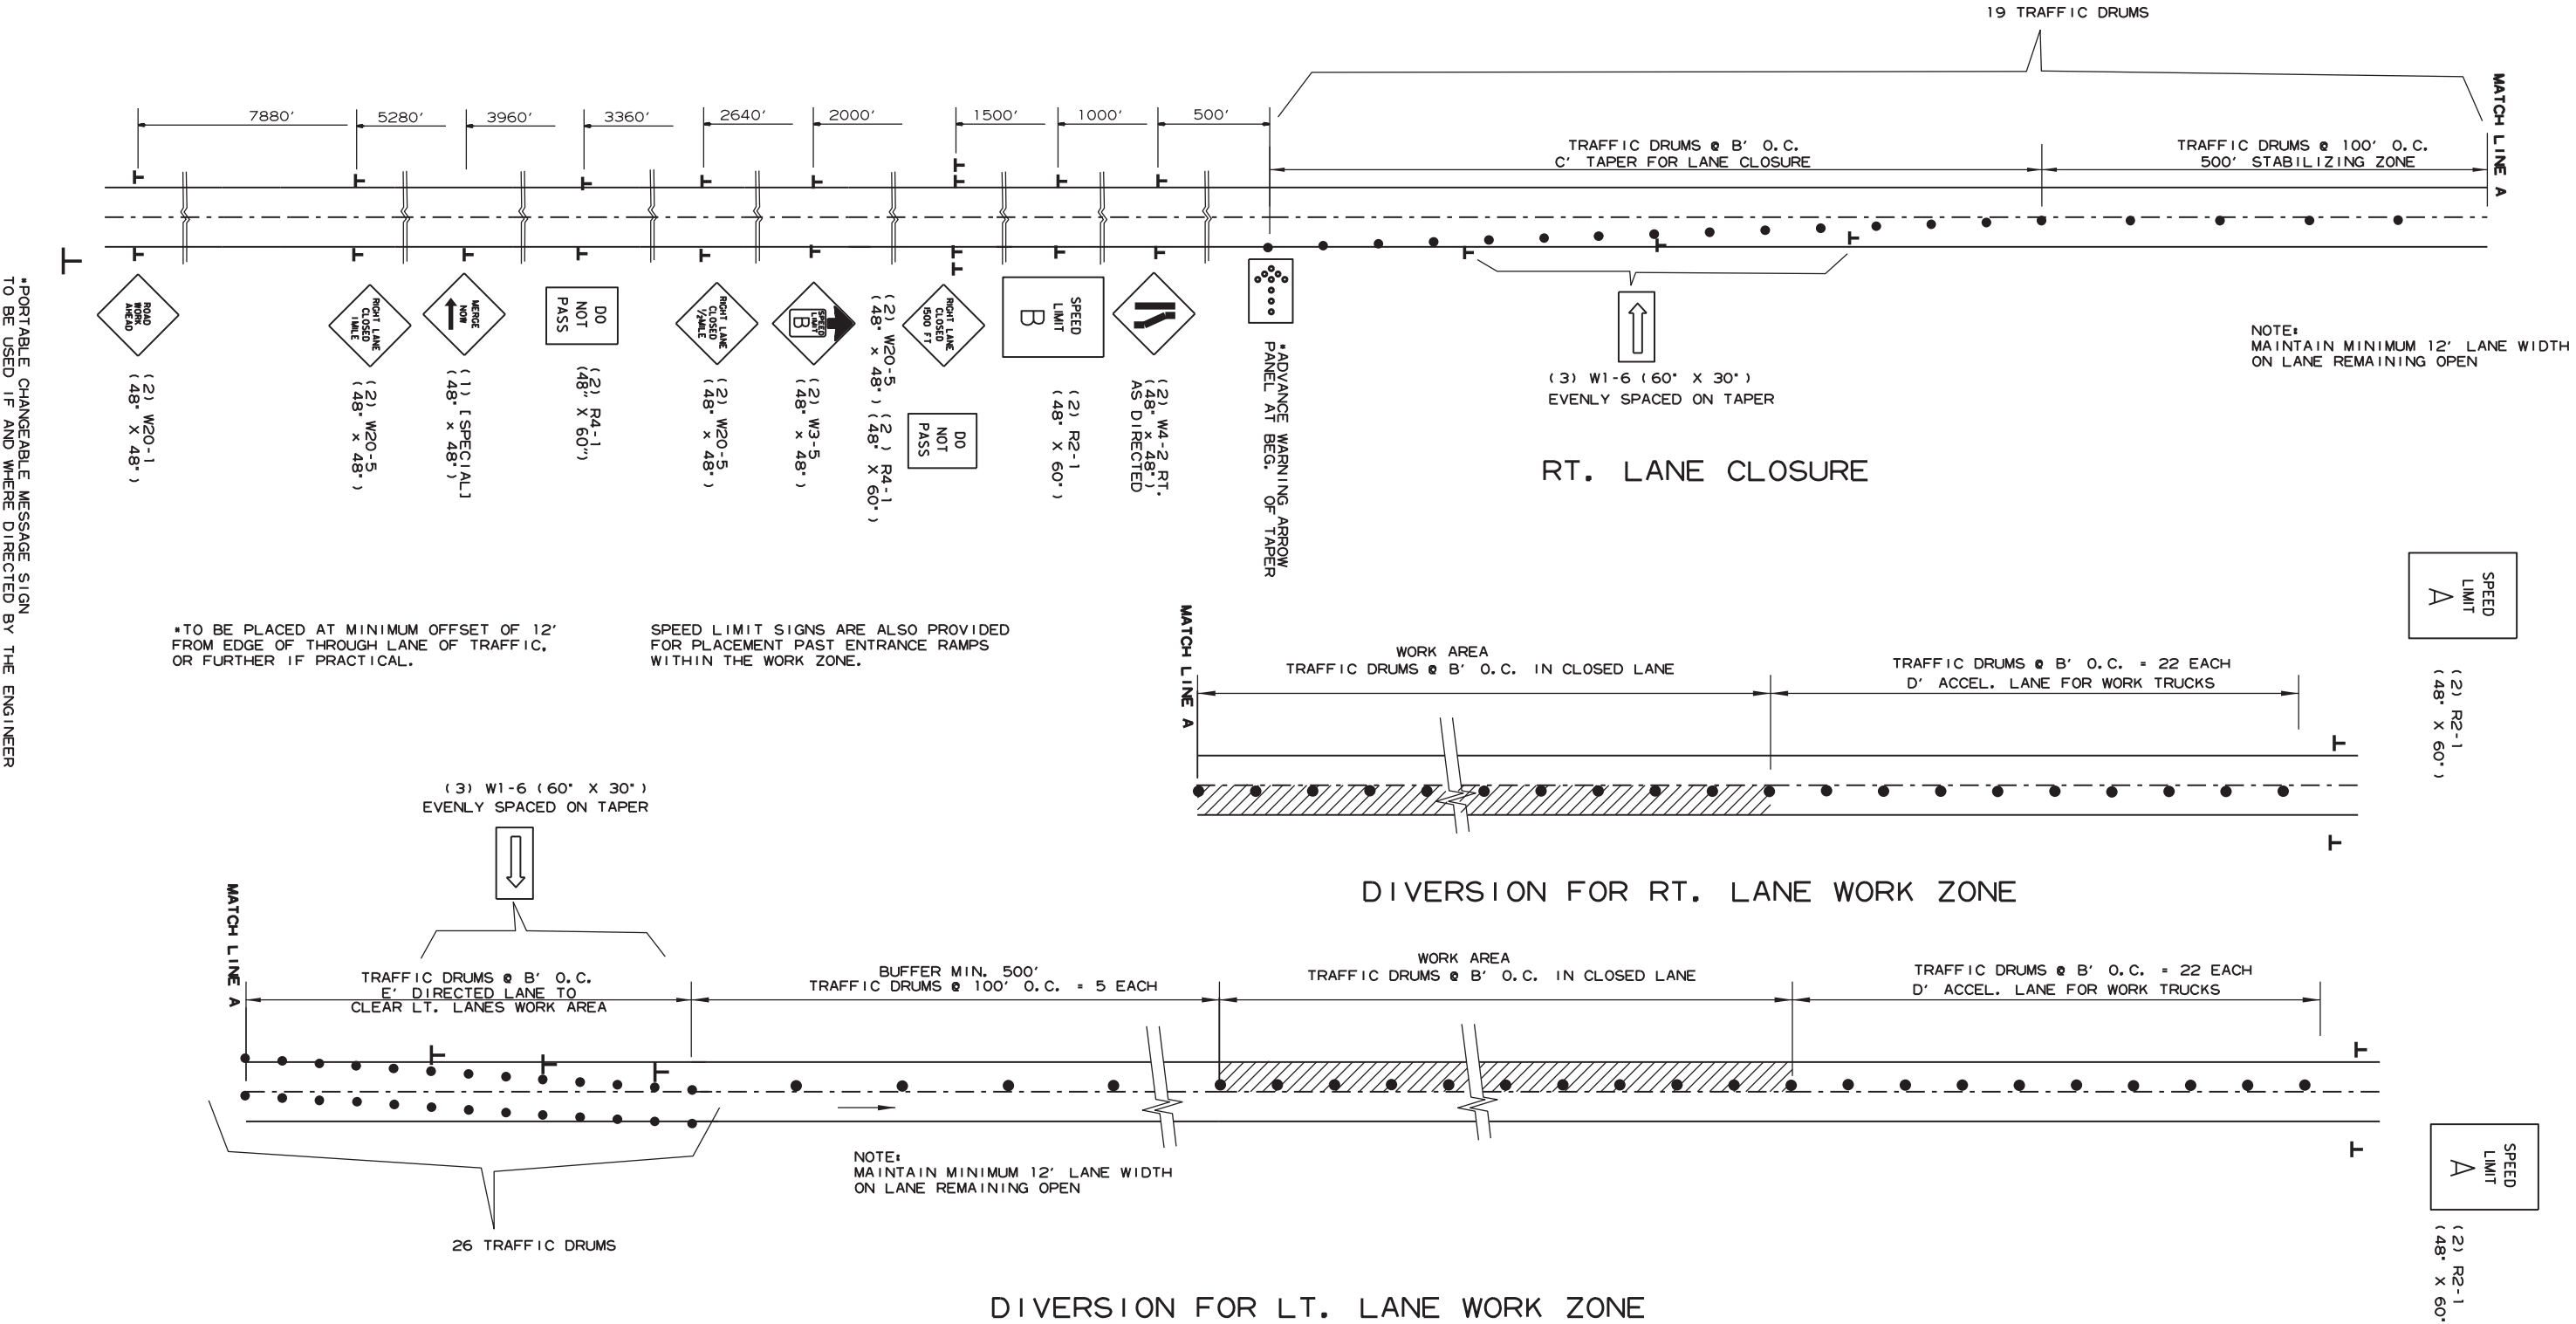 19 TRAFFIC DRUMS
MATCH LINE A
7880'
5280'
3960'
3360'
2640'
2000'
1500'
1000'
500'
TRAFFIC DRUMS @ B' O.C.
C' TAPER FOR LANE CLOSURE
TRAFFIC DRUMS @ 100' O.C.
500' STABILIZING ZONE
*PORTABLE CHANGEABLE MESSAGE SIGN
TO BE USED IF AND WHERE DIRECTED BY THE ENGINEER
ROAD
WORK
AHEAD
(2) W20-1
(48" X 48")
RIGHT LANE
CLOSED
1 MILE
(2) W20-5
(48" x 48")
MERGE
NOW
(1) [SPECIAL]
(48" x 48")
DO
NOT
PASS
(2) R4-1
(48" X 60")
RIGHT LANE
CLOSED
½ MILE
(2) W20-5
(48" x 48")
SPEED
LIMIT
B
(2) W3-5
(48" x 48")
RIGHT LANE
CLOSED
1500 FT
(2) W20-5 (2) R4-1
(48" x 48") (48" X 60")
DO
NOT
PASS
SPEED
LIMIT
B
(2) R2-1
(48" X 60")
(2) W4-2 RT.
(48" x 48")
AS DIRECTED
*ADVANCE WARNING ARROW
PANEL AT BEG. OF TAPER
(3) W1-6 (60" X 30")
EVENLY SPACED ON TAPER
NOTE:
MAINTAIN MINIMUM 12' LANE WIDTH
ON LANE REMAINING OPEN
RT. LANE CLOSURE
*TO BE PLACED AT MINIMUM OFFSET OF 12'
FROM EDGE OF THROUGH LANE OF TRAFFIC,
OR FURTHER IF PRACTICAL.
SPEED LIMIT SIGNS ARE ALSO PROVIDED
FOR PLACEMENT PAST ENTRANCE RAMPS
WITHIN THE WORK ZONE.
MATCH LINE A
WORK AREA
TRAFFIC DRUMS @ B' O.C. IN CLOSED LANE
TRAFFIC DRUMS @ B' O.C. = 22 EACH
D' ACCEL. LANE FOR WORK TRUCKS
SPEED
LIMIT
A
(2) R2-1
(48" X 60")
DIVERSION FOR RT. LANE WORK ZONE
(3) W1-6 (60" X 30")
EVENLY SPACED ON TAPER
MATCH LINE A
TRAFFIC DRUMS @ B' O.C.
E' DIRECTED LANE TO
CLEAR LT. LANES WORK AREA
BUFFER MIN. 500'
TRAFFIC DRUMS @ 100' O.C. = 5 EACH
WORK AREA
TRAFFIC DRUMS @ B' O.C. IN CLOSED LANE
TRAFFIC DRUMS @ B' O.C. = 22 EACH
D' ACCEL. LANE FOR WORK TRUCKS
NOTE:
MAINTAIN MINIMUM 12' LANE WIDTH
ON LANE REMAINING OPEN
SPEED
LIMIT
A
(2) R2-1
(48" X 60"
26 TRAFFIC DRUMS
DIVERSION FOR LT. LANE WORK ZONE